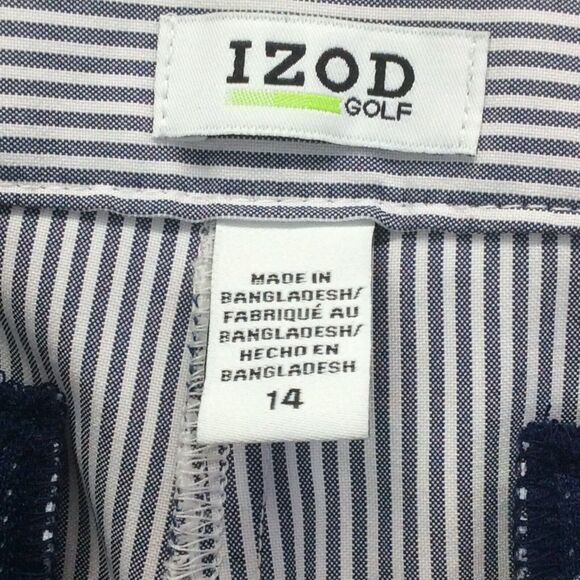 IZOD
GOLF
MADE IN
BANGLADESH/
FABRIQUÉ AU
BANGLADESH/
HECHO EN
BANGLADESH
14